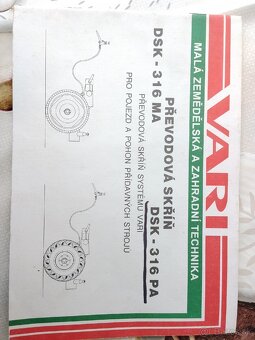 VARI
MALÁ ZEMĚDĚLSKÁ A ZAHRADNÍ TECHNIKA
PŘEVODOVÁ SKŘÍŇ
DSK - 316 MA DSK - 316 PA
PŘEVODOVÁ SKŘÍŇ SYSTÉMU VARI
PRO POJEZD A POHON PŘÍDAVNÝCH STROJŮ